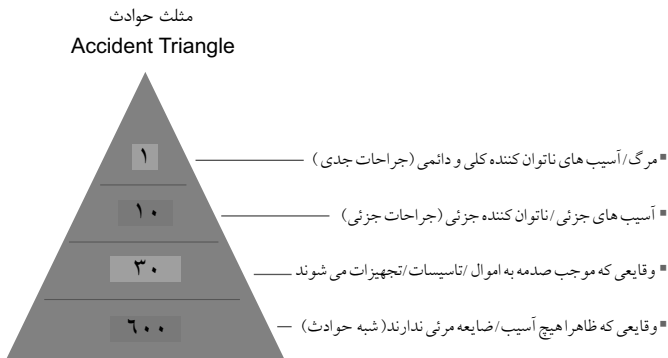 مثلث حوادث
Accident Triangle
۱
▪ مرگ/آسیب های ناتوان کننده کلی و دائمی (جراحات جدی)
۱۰
▪ آسیب های جزئی/ناتوان کننده جزئی (جراحات جزئی)
۳۰
▪ وقایعی که موجب صدمه به اموال /تاسیسات/تجهیزات می شوند
٦۰۰
▪ وقایعی که ظاهرا هیچ آسیب/ضایعه مرئی ندارند( شبه حوادث)